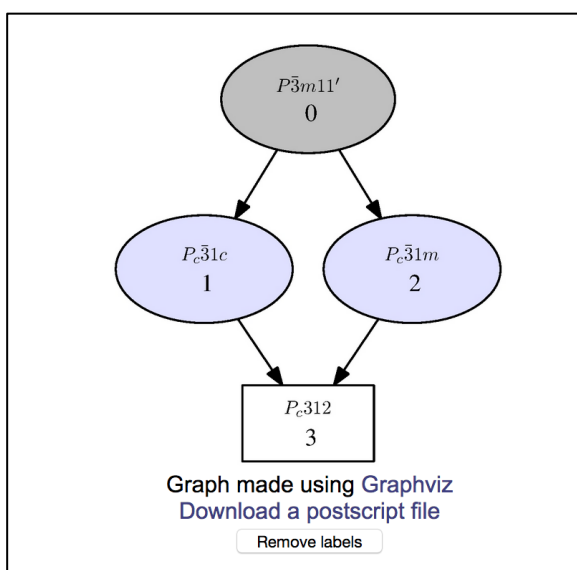 P3̄m11′
0
P_c3̄1c
1
P_c3̄1m
2
P_c312
3
Graph made using Graphviz
Download a postscript file
Remove labels